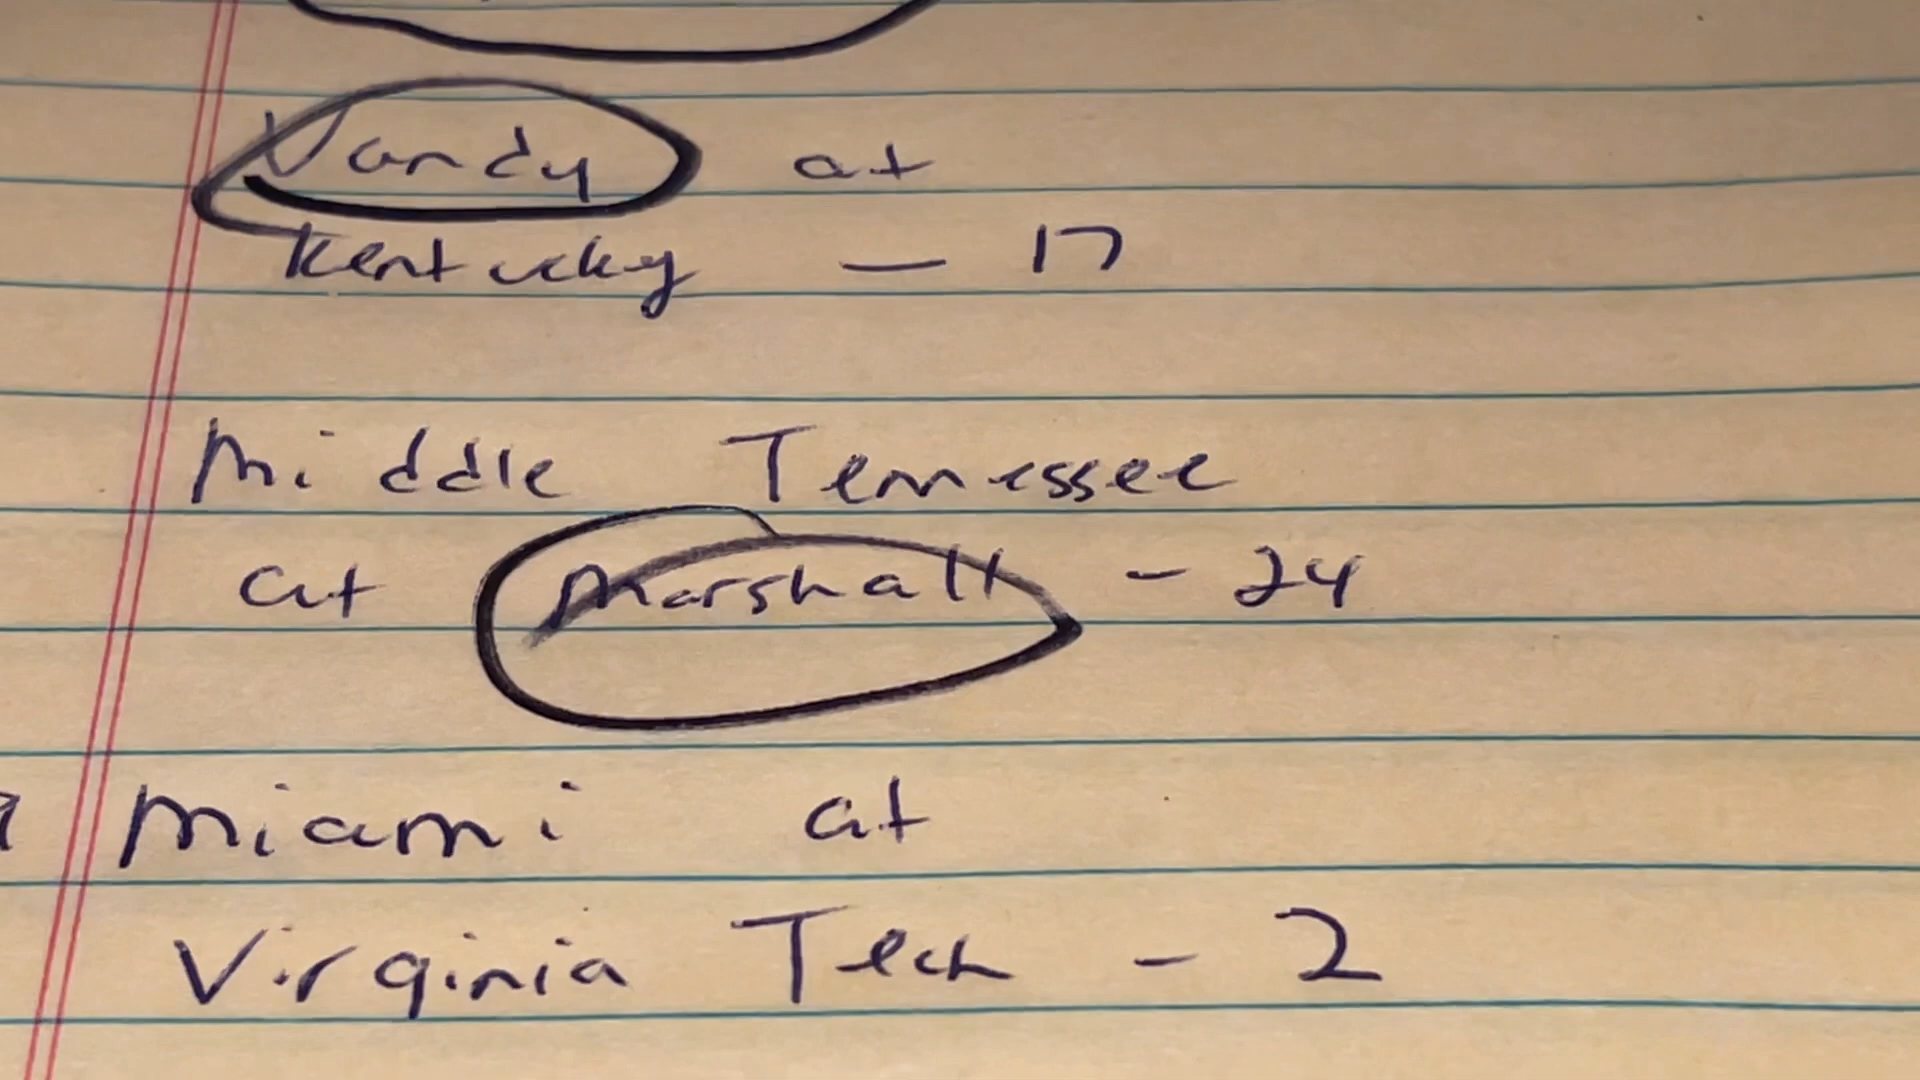 Vandy at
Kentucky — 17
Middle Tennessee
at Marshall - 24
Miami at
Virginia Tech - 2